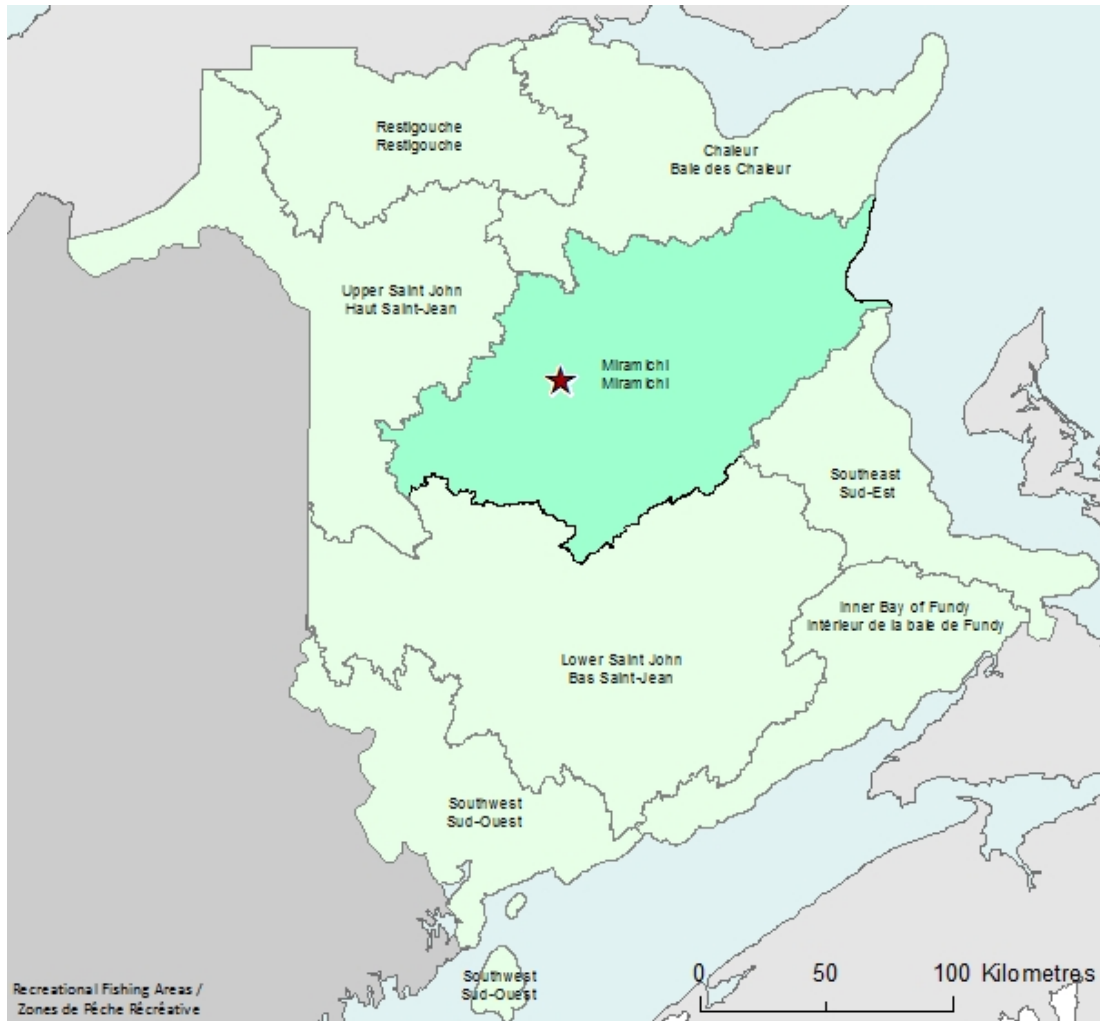 Restigouche
Restigouche
Chaleur
Baie des Chaleur
Upper Saint John
Haut Saint-Jean
Miramichi
Miramichi
Southeast
Sud-Est
Inner Bay of Fundy
Intérieur de la baie de Fundy
Lower Saint John
Bas Saint-Jean
Southwest
Sud-Ouest
Southwest
Sud-Ouest
0 50 100 Kilometres
Recreational Fishing Areas /
Zones de Pêche Récréative